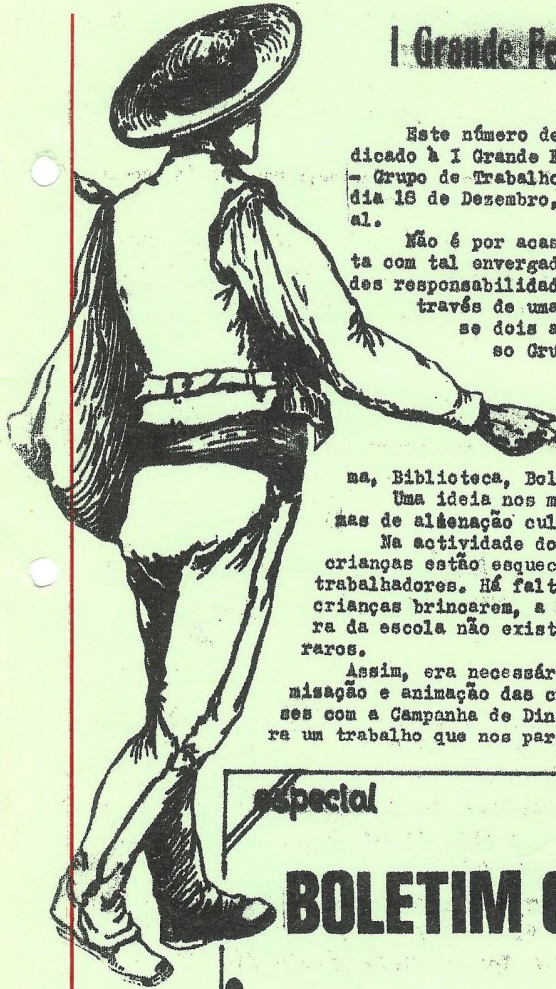 I Grande Fe
Este número de
dicado à I Grande
- Grupo de Trabalho
dia 18 de Dezembro,
al.
Não é por acas
ta com tal envergad
des responsabilidad
través de uma
se dois a
so Gru
ma, Biblioteca, Bol
Uma ideia nos m
mas de alienação cul
Na actividade do
crianças estão esquec
trabalhadores. Há falt
crianças brincarem, a
ra da escola não exist
raros.
Assim, era necessár
misação e animação das c
ses com a Campanha de Din
ra um trabalho que nos par
especial
BOLETIM